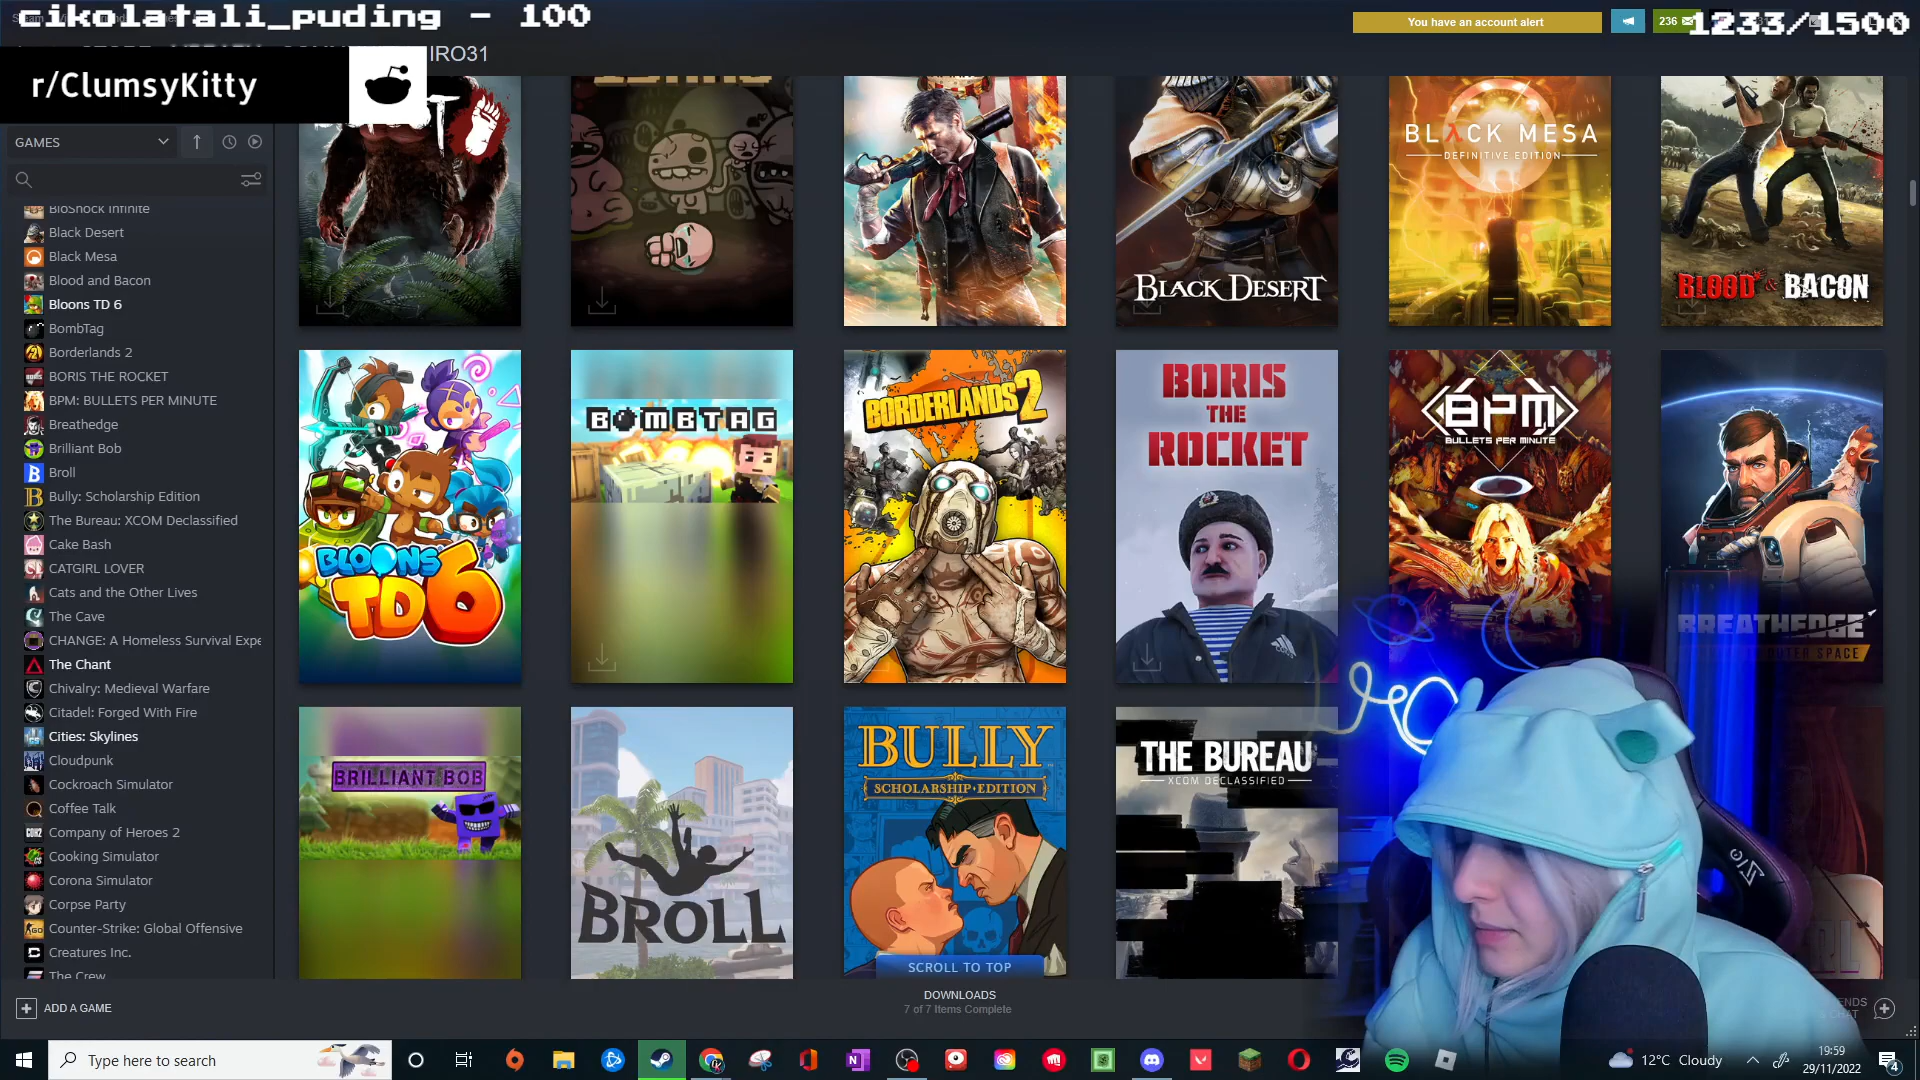 cikolatali_puding - 100
You have an account alert
236
1233/1500
IRO31
r/ClumsyKitty
GAMES
BioShock Infinite
Black Desert
Black Mesa
Blood and Bacon
Bloons TD 6
BombTag
Borderlands 2
BORIS THE ROCKET
BPM: BULLETS PER MINUTE
Breathedge
Brilliant Bob
Broll
Bully: Scholarship Edition
The Bureau: XCOM Declassified
Cake Bash
CATGIRL LOVER
Cats and the Other Lives
The Cave
CHANGE: A Homeless Survival Expe
The Chant
Chivalry: Medieval Warfare
Citadel: Forged With Fire
Cities: Skylines
Cloudpunk
Cockroach Simulator
Coffee Talk
Company of Heroes 2
Cooking Simulator
Corona Simulator
Corpse Party
Counter-Strike: Global Offensive
Creatures Inc.
The Crew
BLACK DESERT
BLACK MESA
DEFINITIVE EDITION
BLOOD & BACON
BLOONS
TD6
BOMBTAG
BORDERLANDS 2
BORIS
THE
ROCKET
BPM
BULLETS PER MINUTE
BREATHEDGE
OUTER SPACE
BRILLIANT BOB
BROLL
BULLY
SCHOLARSHIP EDITION
THE BUREAU
XCOM DECLASSIFIED
SCROLL TO TOP
ADD A GAME
DOWNLOADS
7 of 7 Items Complete
ENDS
CHAT
Type here to search
12°C Cloudy
19:59
29/11/2022
4